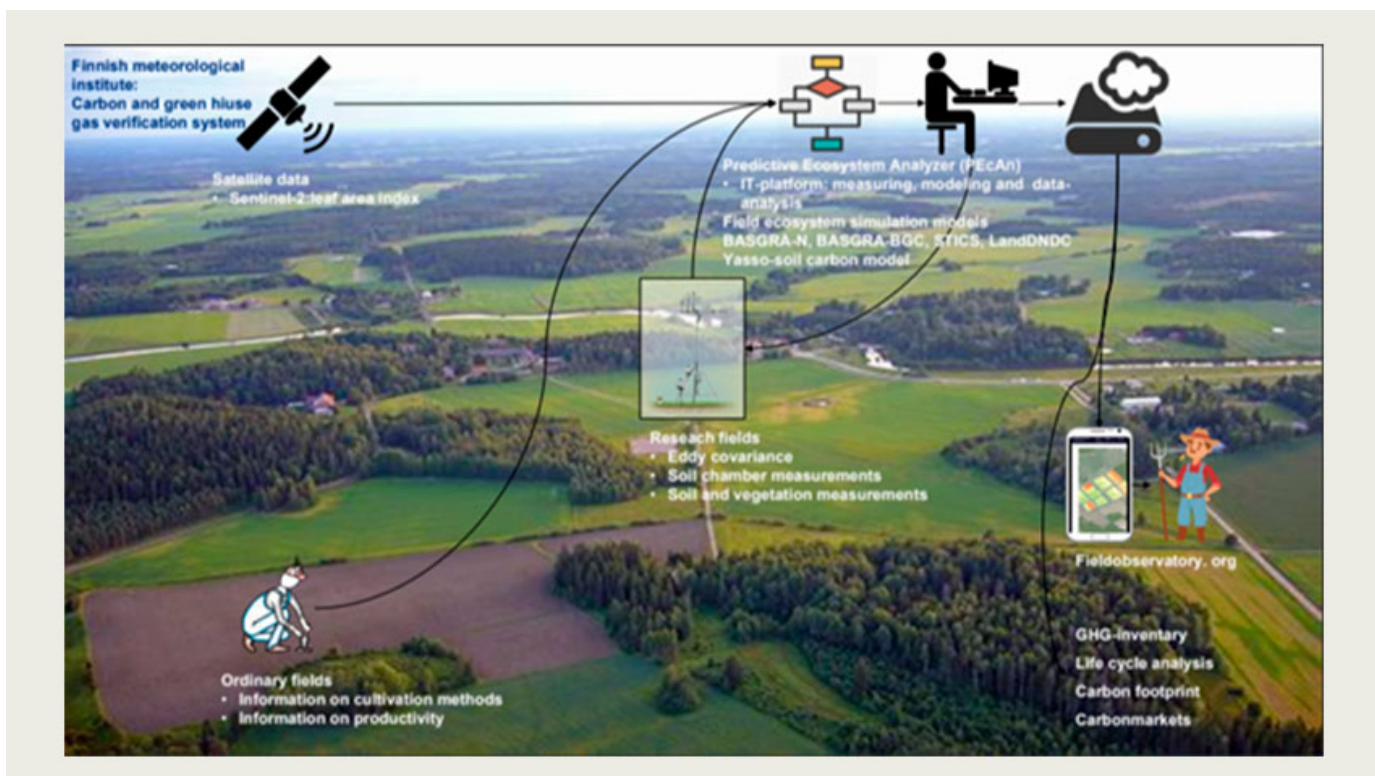 Finnish meteorological
institute:
Carbon and green hiuse
gas verification system
Satellite data
• Sentinel-2:leaf area index
Predictive Ecosystem Analyzer (PEcAn)
• IT-platform: measuring, modeling and data-
analysis
Field ecosystem simulation models
BASGRA-N, BASGRA-BGC, STICS, LandDNDC
Yasso-soil carbon model
Reseach fields
• Eddy covariance
• Soil chamber measurements
• Soil and vegetation measurements
Fieldobservatory. org
Ordinary fields
• Information on cultivation methods
• Information on productivity
GHG-inventory
Life cycle analysis
Carbon footprint
Carbonmarkets